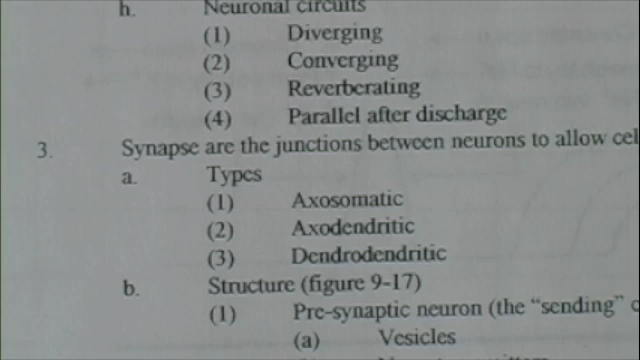 h. Neuronal circuits
(1) Diverging
(2) Converging
(3) Reverberating
(4) Parallel after discharge
3. Synapse are the junctions between neurons to allow cel
a. Types
(1) Axosomatic
(2) Axodendritic
(3) Dendrodendritic
b. Structure (figure 9-17)
(1) Pre-synaptic neuron (the “sending”
(a) Vesicles